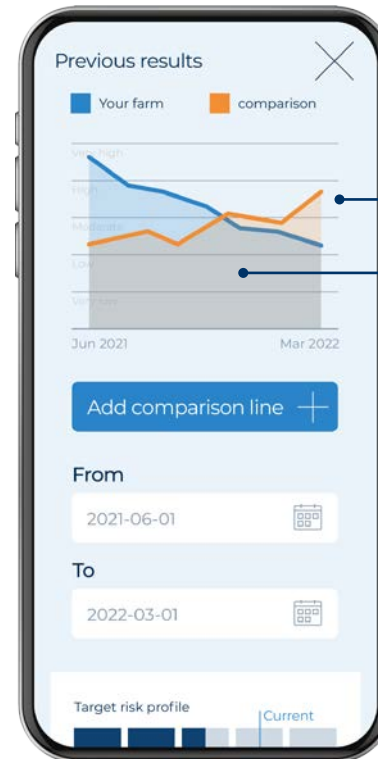 Previous results
Your farm comparison
Very high
High
Moderate
Low
Very low
Jun 2021 Mar 2022
Add comparison line
From
2021-06-01
To
2022-03-01
Target risk profile
Current